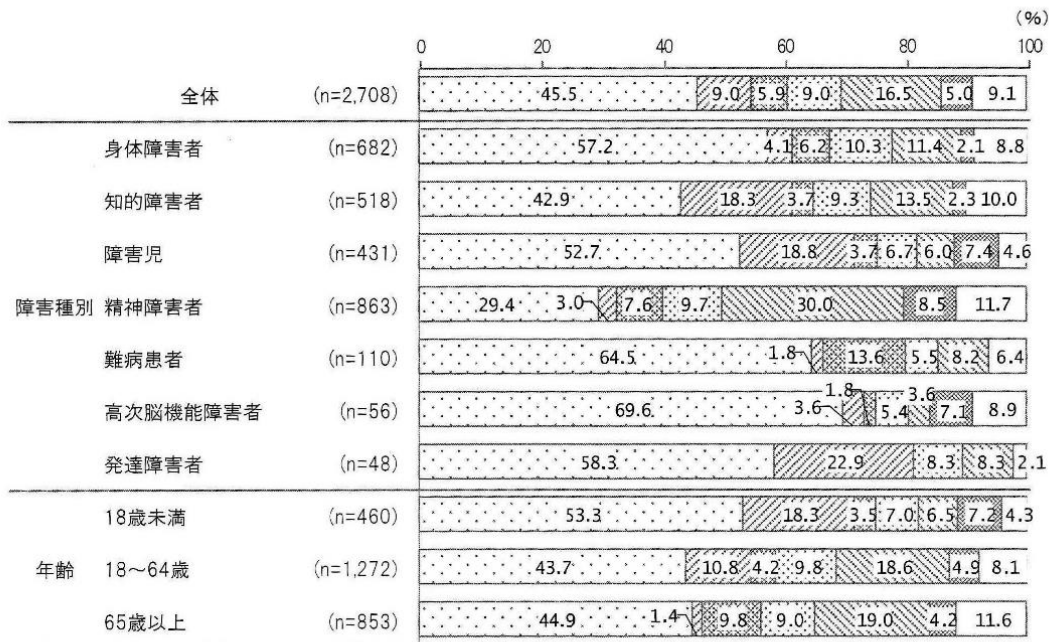 (%)
0 20 40 60 80 100
全体 (n=2,708) 45.5 9.0 5.9 9.0 16.5 5.0 9.1
身体障害者 (n=682) 57.2 4.1 6.2 10.3 11.4 2.1 8.8
知的障害者 (n=518) 42.9 18.3 3.7 9.3 13.5 2.3 10.0
障害児 (n=431) 52.7 18.8 3.7 6.7 6.0 7.4 4.6
障害種別 精神障害者 (n=863) 29.4 3.0 7.6 9.7 30.0 8.5 11.7
難病患者 (n=110) 64.5 1.8 13.6 5.5 8.2 6.4
高次脳機能障害者 (n=56) 69.6 3.6 1.8 5.4 3.6 7.1 8.9
発達障害者 (n=48) 58.3 22.9 8.3 8.3 2.1
18歳未満 (n=460) 53.3 18.3 3.5 7.0 6.5 7.2 4.3
年齢 18～64歳 (n=1,272) 43.7 10.8 4.2 9.8 18.6 4.9 8.1
65歳以上 (n=853) 44.9 1.4 9.8 9.0 19.0 4.2 11.6